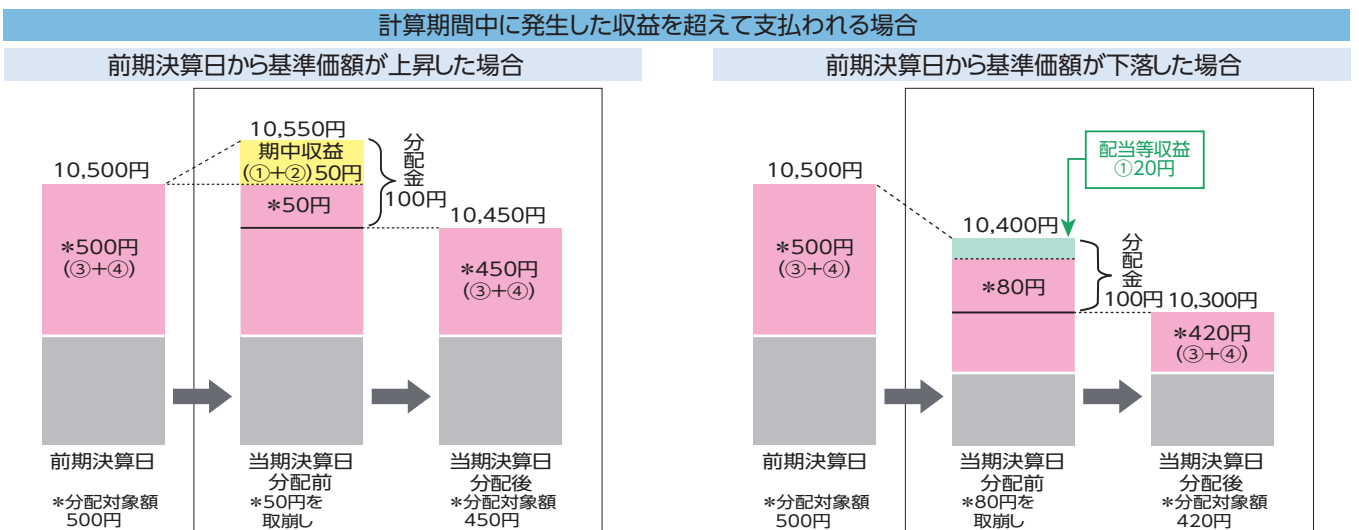 計算期間中に発生した収益を超えて支払われる場合
前期決算日から基準価額が上昇した場合
10,500円
*500円
(③+④)
10,550円
期中収益
(①+②)50円
*50円
分配金
100円
10,450円
*450円
(③+④)
前期決算日
*分配対象額
500円
当期決算日
分配前
*50円を
取崩し
当期決算日
分配後
*分配対象額
450円
前期決算日から基準価額が下落した場合
10,500円
*500円
(③+④)
配当等収益
①20円
10,400円
*80円
分配金
100円
10,300円
*420円
(③+④)
前期決算日
*分配対象額
500円
当期決算日
分配前
*80円を
取崩し
当期決算日
分配後
*分配対象額
420円